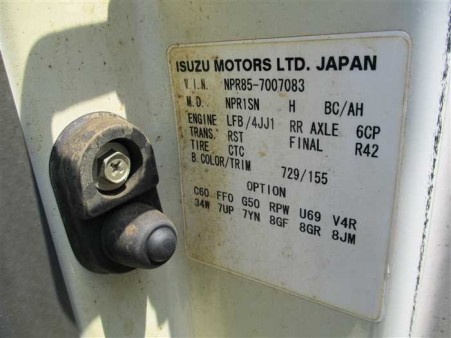 ISUZU MOTORS LTD. JAPAN
V.I.N. NPR85-7007083
M.D. NPR1SN H BC/AH
ENGINE LFB/4JJ1 RR AXLE 6CP
TRANS. RST FINAL R42
TIRE CTC
B.COLOR/TRIM 729/155
OPTION
C60 FF0 G50 RPW U69 V4R
34W 7UP 7YN 8GF 8GR 8JM